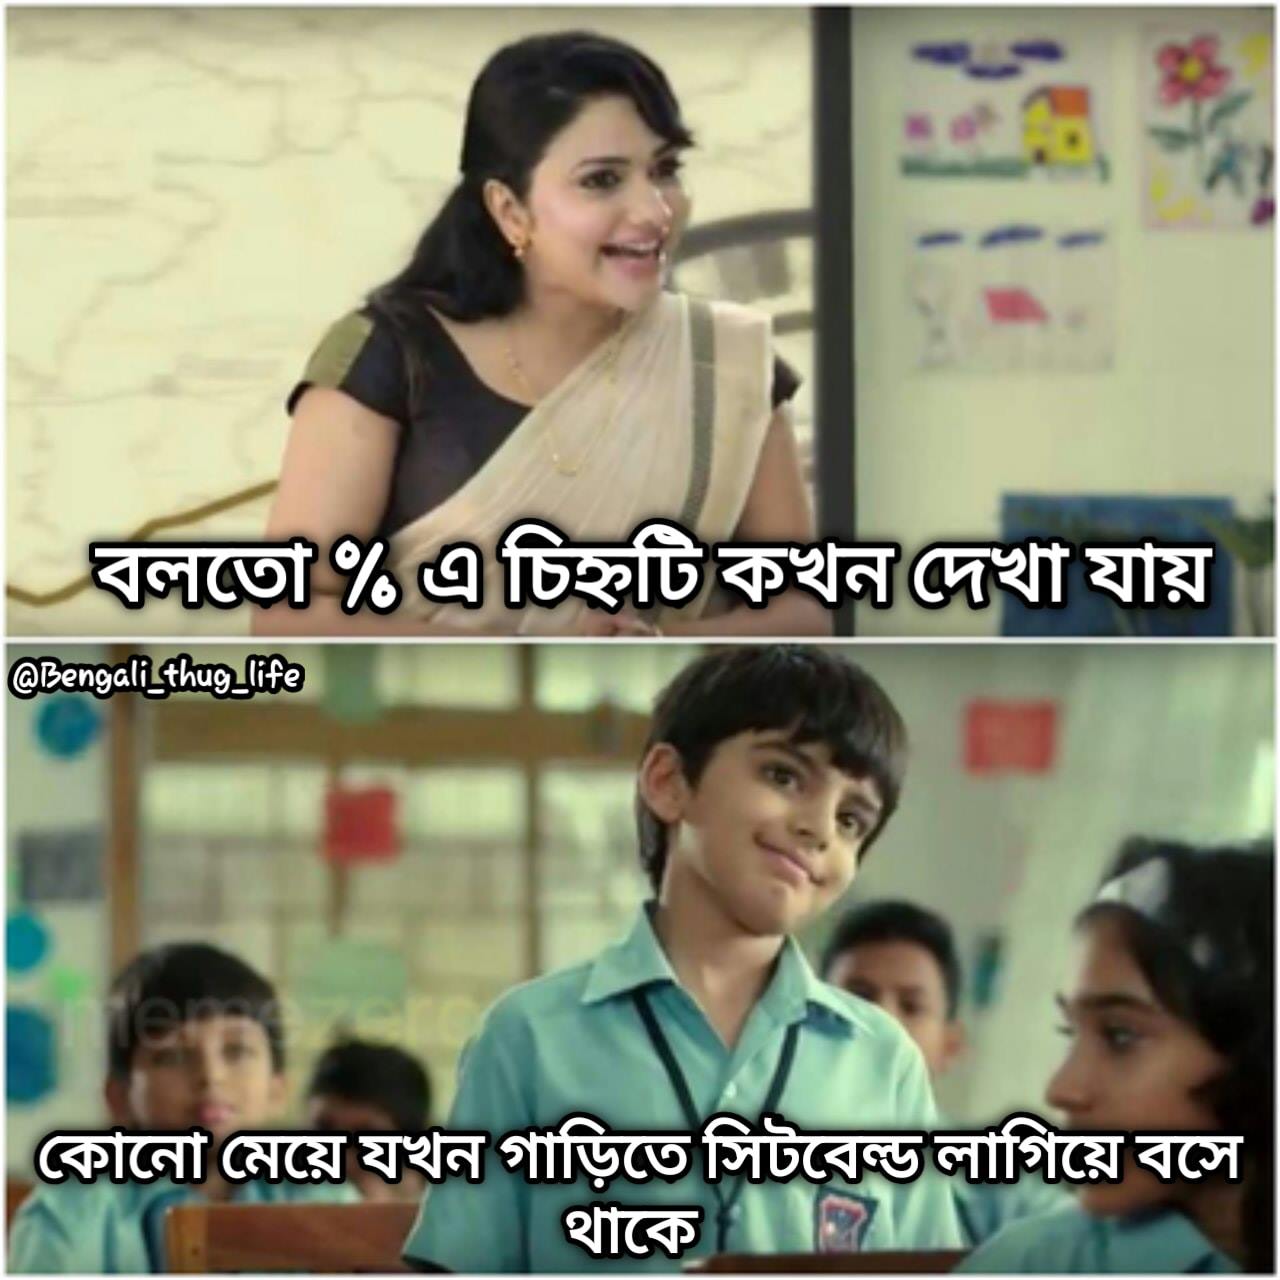 বলতো % এ চিহ্নটি কখন দেখা যায়
@Bengali_thug_life
memezero
কোনো মেয়ে যখন গাড়িতে সিটবেল্ড লাগিয়ে বসে
থাকে